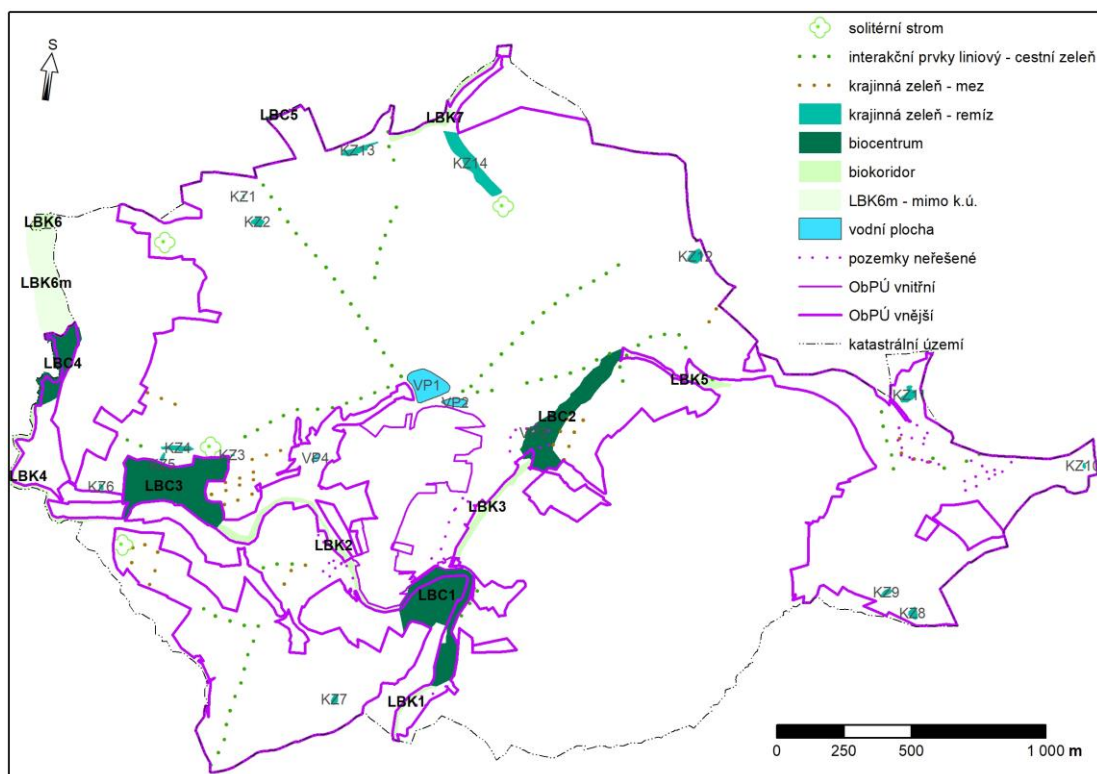 S
solitérní strom
interakční prvky liniový - cestní zeleň
krajinná zeleň - mez
krajinná zeleň - remíz
biocentrum
biokoridor
LBK6m - mimo k.ú.
vodní plocha
pozemky neřešené
ObPÚ vnitřní
ObPÚ vnější
katastrální území
LBC5
LBK7
KZ13
KZ14
KZ1
KZ2
LBK6
KZ12
LBK6m
LBC4
VP1
LBK5
VP2
KZ11
LBC2
KZ4
KZ3
VP4
KZ5
KZ10
LBK4
KZ6
LBC3
LBK3
LBK2
LBC1
KZ9
KZ8
KZ7
LBK1
0 250 500 1 000 m